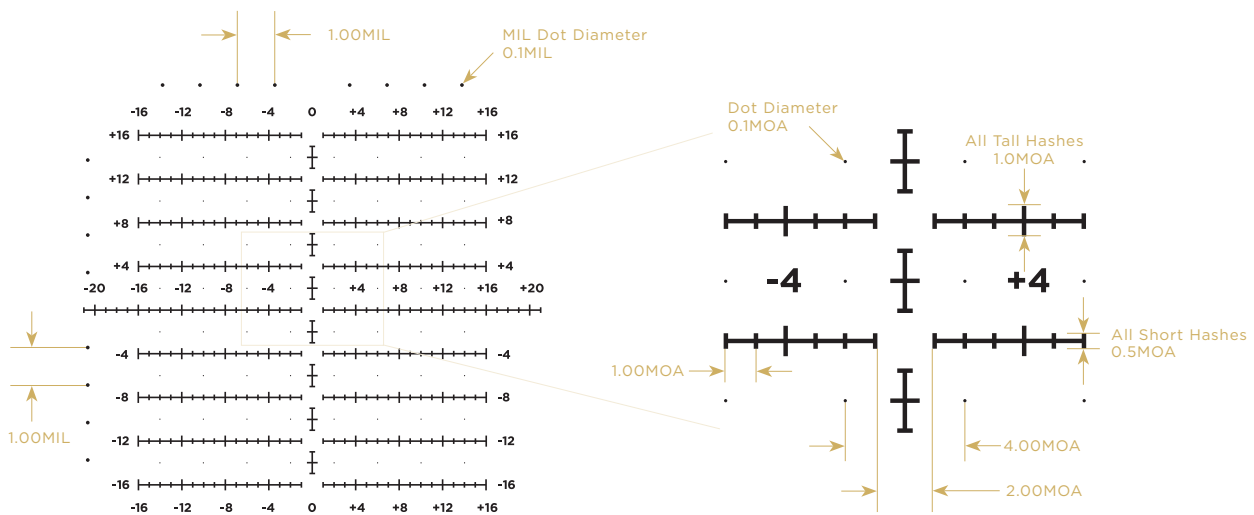 1.00MIL
MIL Dot Diameter
0.1MIL
-16 -12 -8 -4 0 +4 +8 +12 +16
+16 +16
+12 +12
+8 +8
+4 +4
-20 -16 -12 -8 -4 0 +4 +8 +12 +16 +20
-4 -4
-8 -8
-12 -12
-16 -16
-16 -12 -8 -4 0 +4 +8 +12 +16
1.00MIL
Dot Diameter
0.1MOA
All Tall Hashes
1.0MOA
-4 +4
All Short Hashes
0.5MOA
1.00MOA
4.00MOA
2.00MOA